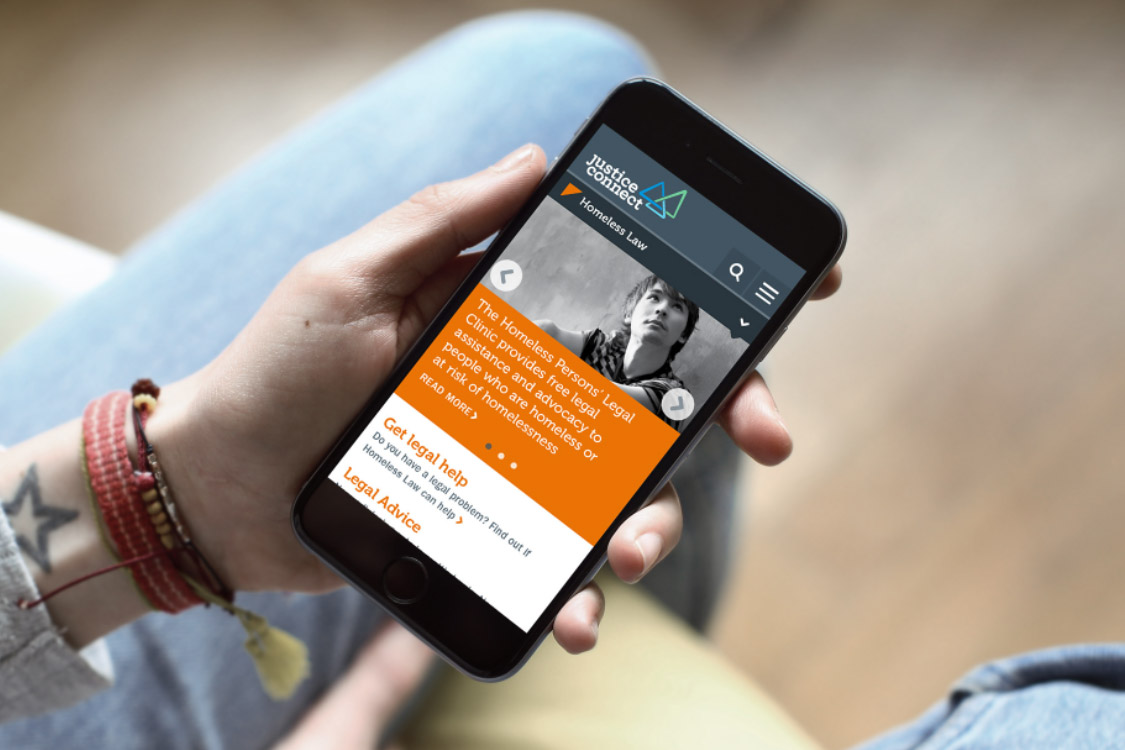 justice
connect
Homeless Law
The Homeless Persons' Legal
Clinic provides free legal
assistance and advocacy to
people who are homeless or
at risk of homelessness
READ MORE
Get legal help
Do you have a legal problem? Find out if
Homeless Law can help
Legal Advice